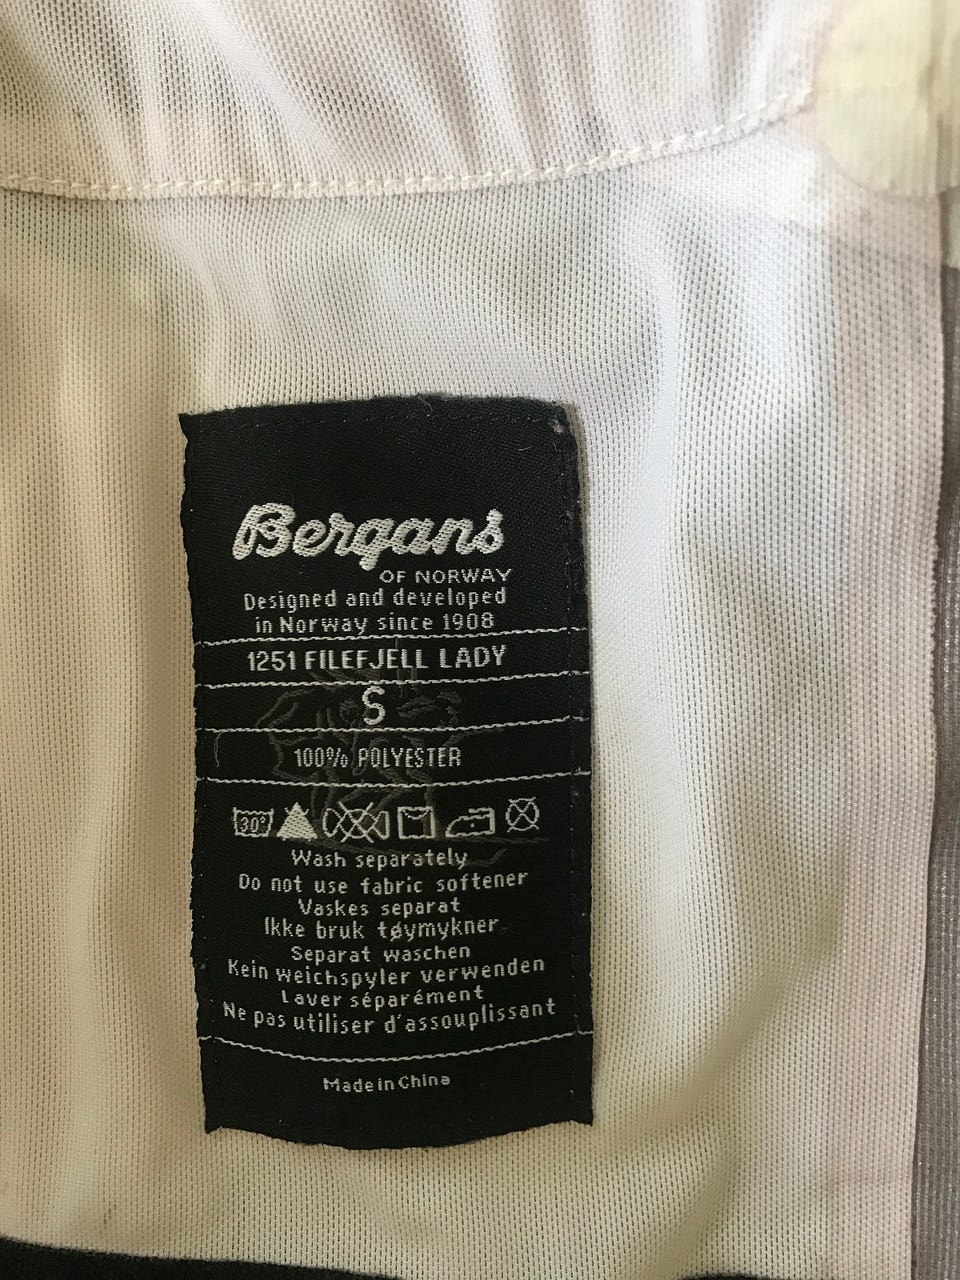 Bergans
OF NORWAY
Designed and developed
in Norway since 1908
1251 FILEFJELL LADY
S
100% POLYESTER
30°
Wash separately
Do not use fabric softener
Vaskes separat
Ikke bruk tøymykner
Separat waschen
Kein weichspyler verwenden
Laver séparément
Ne pas utiliser d'assouplissant
Made in China